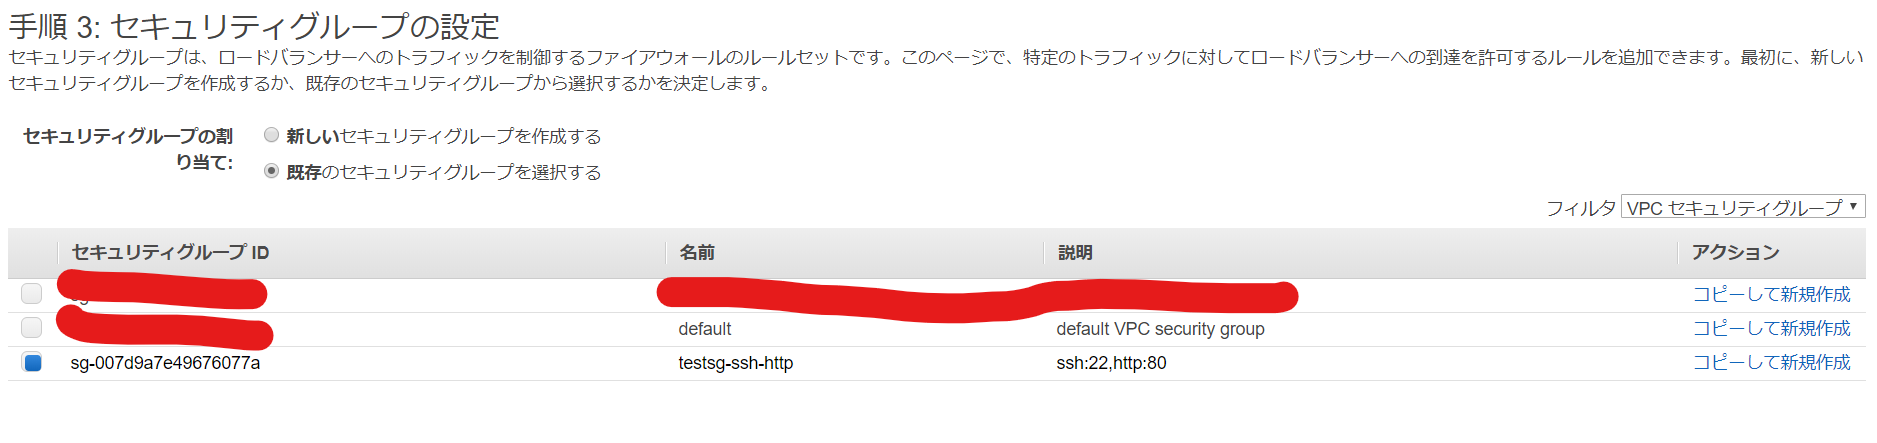 手順 3: セキュリティグループの設定
セキュリティグループは、ロードバランサーへのトラフィックを制御するファイアウォールのルールセットです。このページで、特定のトラフィックに対してロードバランサーへの到達を許可するルールを追加できます。最初に、新しい
セキュリティグループを作成するか、既存のセキュリティグループから選択するかを決定します。
セキュリティグループの割
り当て:
新しいセキュリティグループを作成する
既存のセキュリティグループを選択する
フィルタ VPC セキュリティグループ
セキュリティグループ ID 名前 説明 アクション
コピーして新規作成
default default VPC security group コピーして新規作成
sg-007d9a7e49676077a testsg-ssh-http ssh:22,http:80 コピーして新規作成